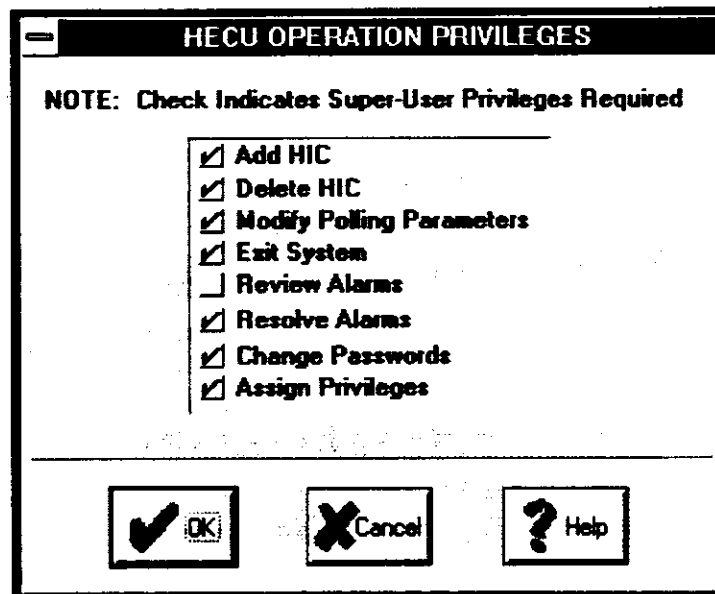 HECU OPERATION PRIVILEGES
NOTE: Check Indicates Super-User Privileges Required
Add HIC
Delete HIC
Modify Polling Parameters
Exit System
Review Alarms
Resolve Alarms
Change Passwords
Assign Privileges
OK
Cancel
Help